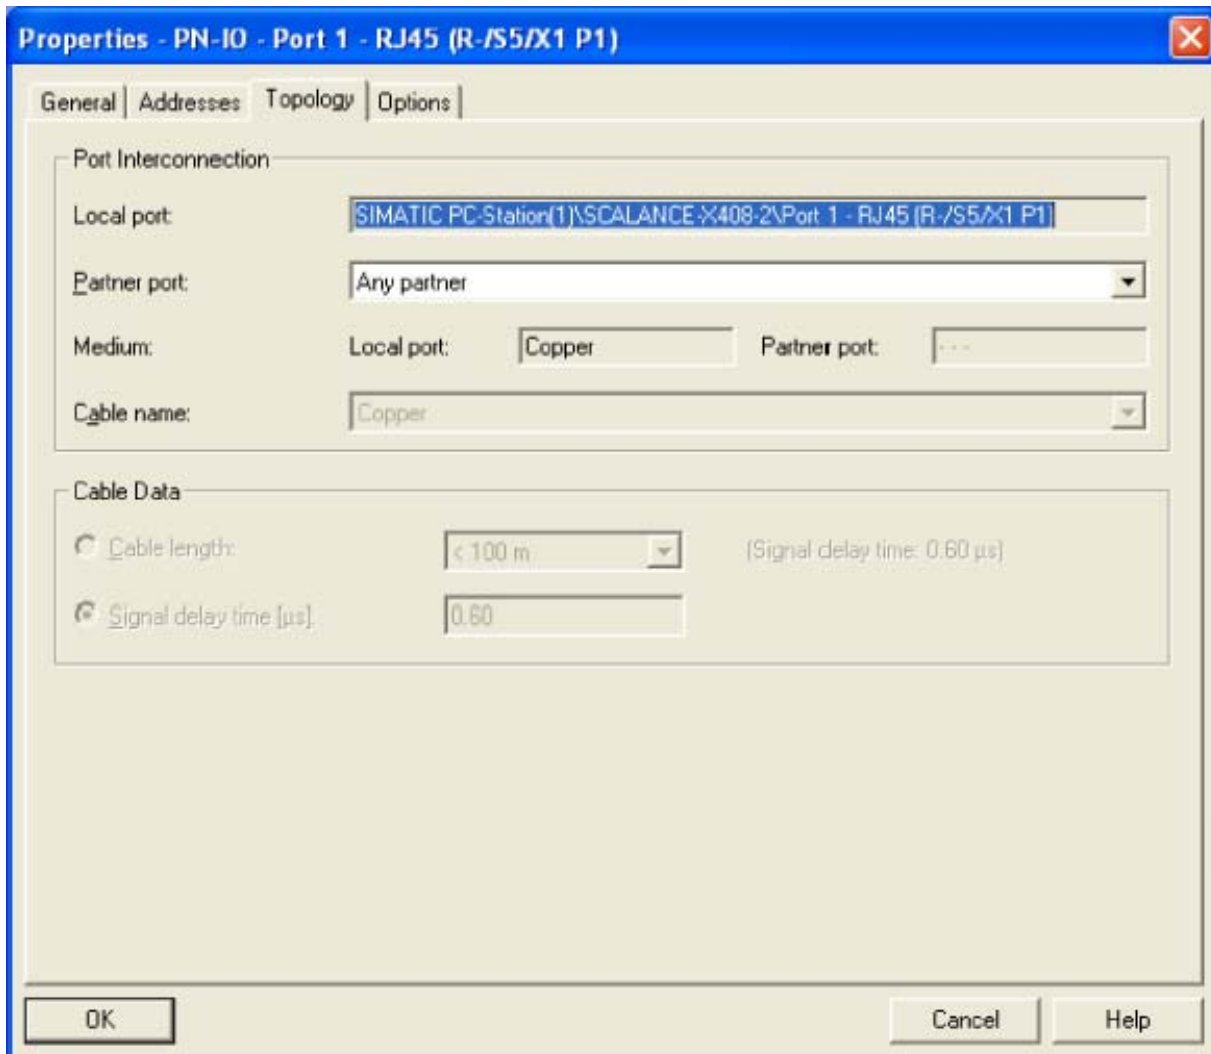 Properties - PN-IO - Port 1 - RJ45 (R-/S5/X1 P1)
General Addresses Topology Options
Port Interconnection
Local port: SIMATIC PC-Station(1)\SCALANCE-X408-2\Port 1 - RJ45 (R-/S5/X1 P1)
Partner port: Any partner
Medium: Local port: Copper Partner port: - - -
Cable name: Copper
Cable Data
Cable length: < 100 m (Signal delay time: 0.60 µs)
Signal delay time [µs]: 0.60
OK Cancel Help